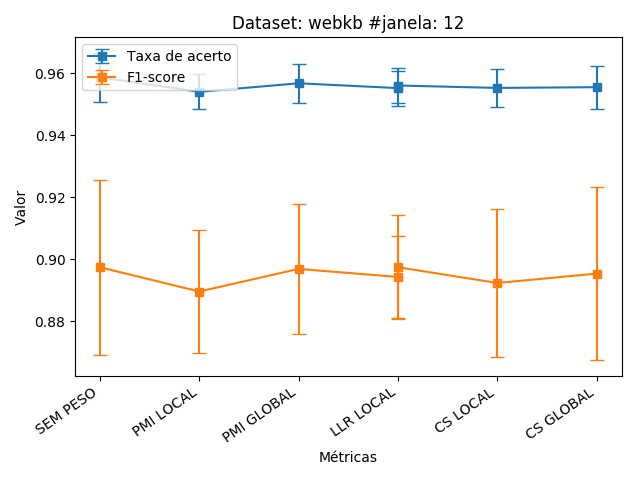 Dataset: webkb #janela: 12
Taxa de acerto
F1-score
Valor
0.96
0.94
0.92
0.90
0.88
SEM PESO
PMI LOCAL
PMI GLOBAL
LLR LOCAL
CS LOCAL
CS GLOBAL
Métricas